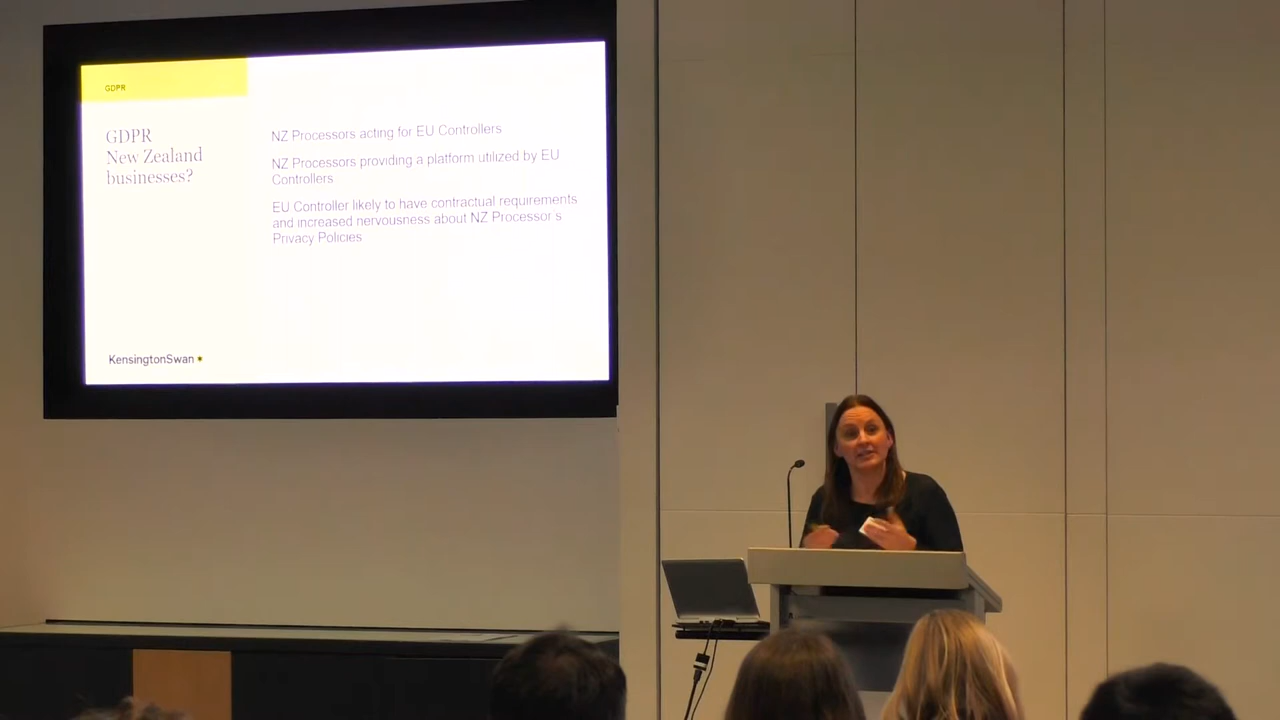 GDPR
GDPR
New Zealand
businesses?
NZ Processors acting for EU Controllers
NZ Processors providing a platform utilized by EU
Controllers
EU Controller likely to have contractual requirements
and increased nervousness about NZ Processor s
Privacy Policies
KensingtonSwan